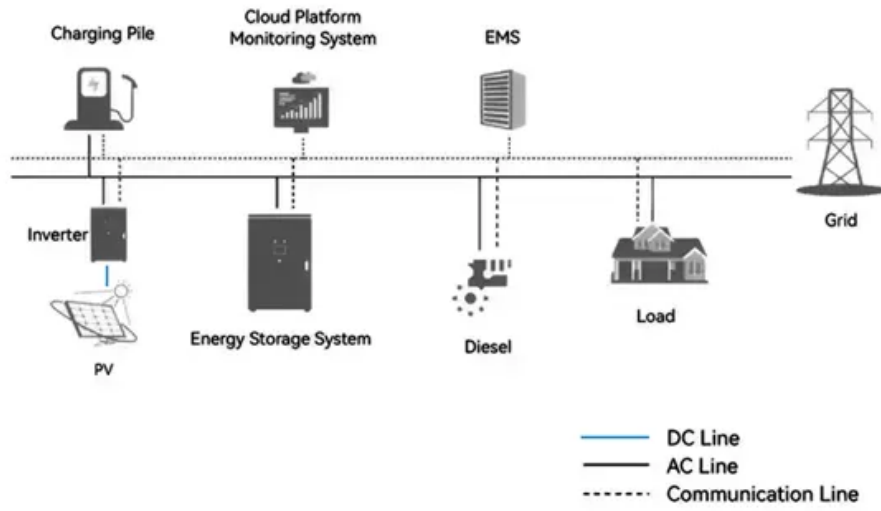 Charging Pile
Cloud Platform
Monitoring System
EMS
Grid
Inverter
Energy Storage System
Load
Diesel
PV
DC Line
AC Line
Communication Line